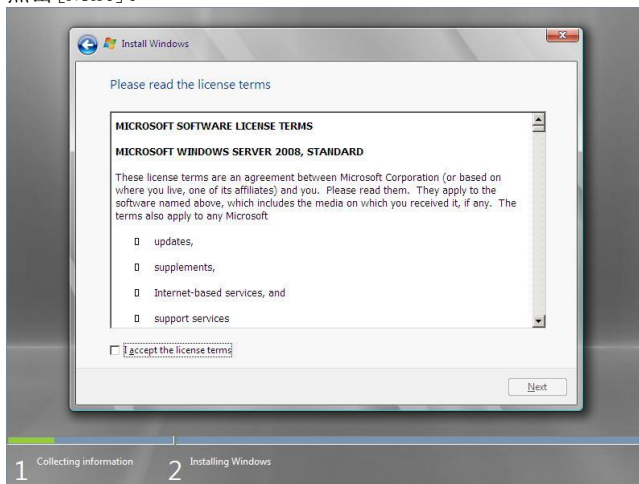 点击[Next]。
Install Windows
Please read the license terms
MICROSOFT SOFTWARE LICENSE TERMS
MICROSOFT WINDOWS SERVER 2008, STANDARD
These license terms are an agreement between Microsoft Corporation (or based on
where you live, one of its affiliates) and you. Please read them. They apply to the
software named above, which includes the media on which you received it, if any. The
terms also apply to any Microsoft
updates,
supplements,
Internet-based services, and
support services
I accept the license terms
Next
1 Collecting information 2 Installing Windows